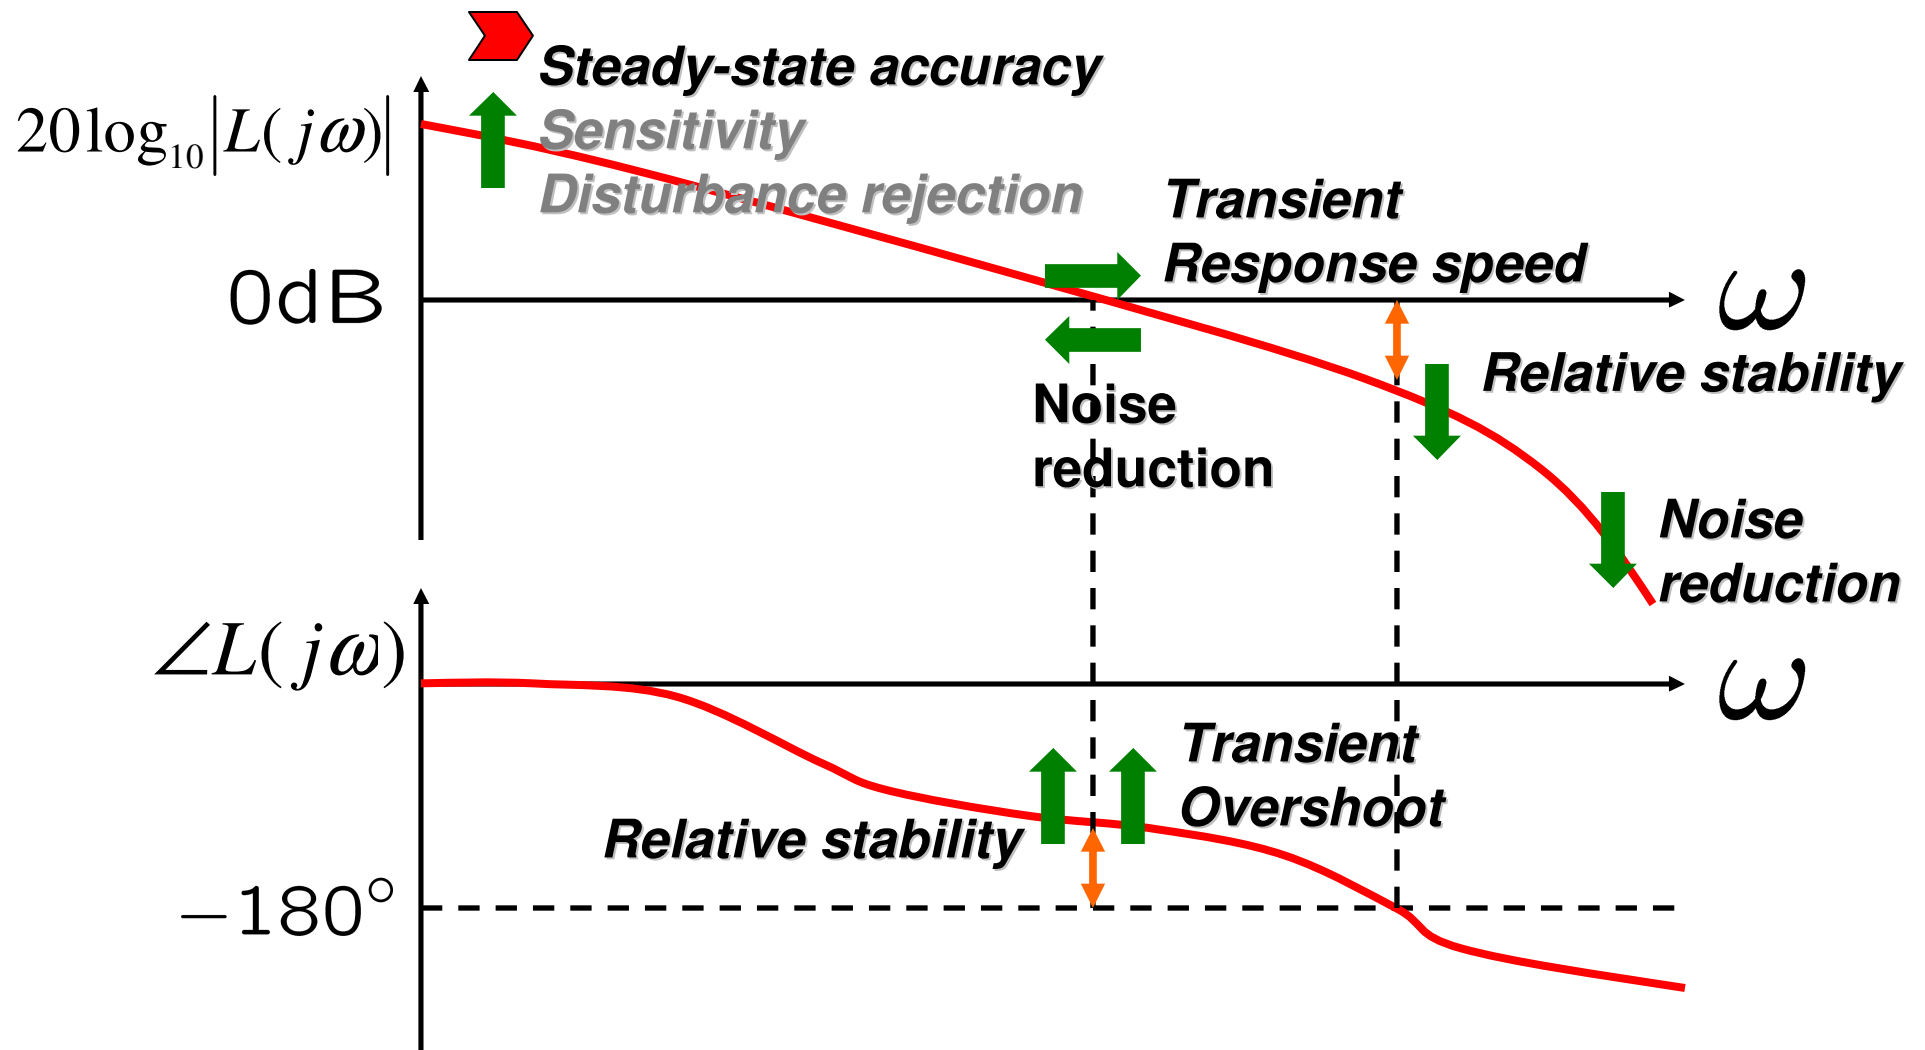 Steady-state accuracy
20log₁₀|L(jω)|
Sensitivity
Disturbance rejection
Transient
Response speed
0dB
ω
Relative stability
Noise
reduction
Noise
reduction
∠L(jω)
ω
Transient
Overshoot
Relative stability
−180°